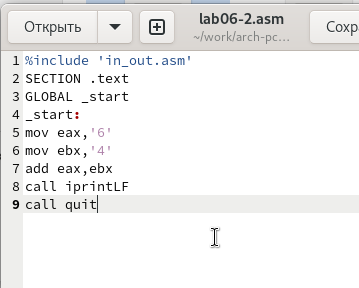 Открыть
lab06-2.asm
~/work/arch-pc...
Сохра
1 %include 'in_out.asm'
2 SECTION .text
3 GLOBAL _start
4 _start:
5 mov eax,'6'
6 mov ebx,'4'
7 add eax,ebx
8 call iprintLF
9 call quit